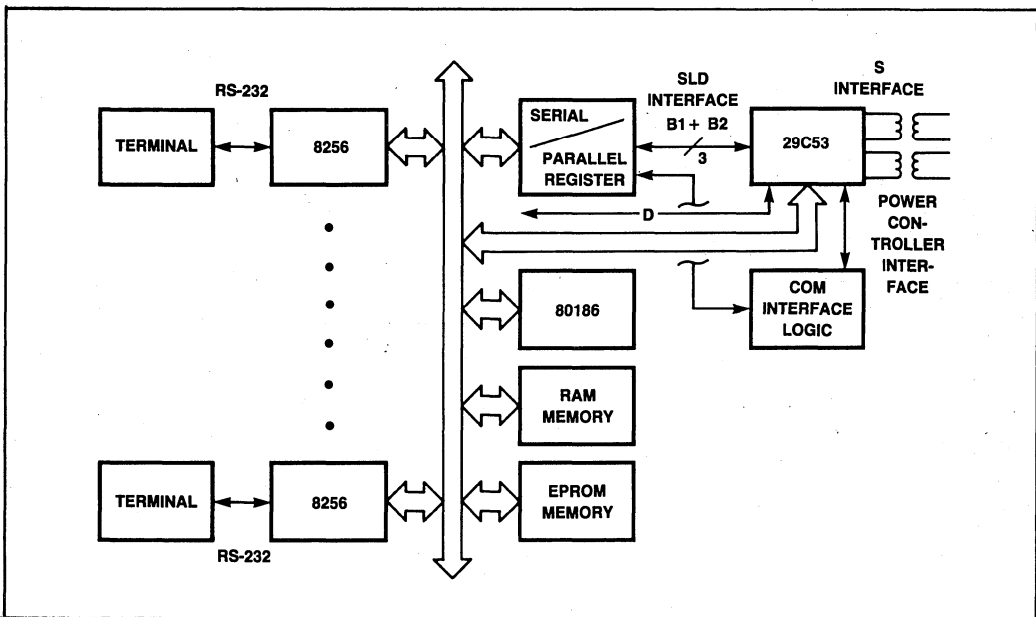 RS-232
TERMINAL
8256
SERIAL
PARALLEL
REGISTER
SLD
INTERFACE
B1 + B2
3
29C53
S
INTERFACE
POWER
CON-
TROLLER
INTER-
FACE
D
COM
INTERFACE
LOGIC
80186
RAM
MEMORY
TERMINAL
8256
RS-232
EPROM
MEMORY